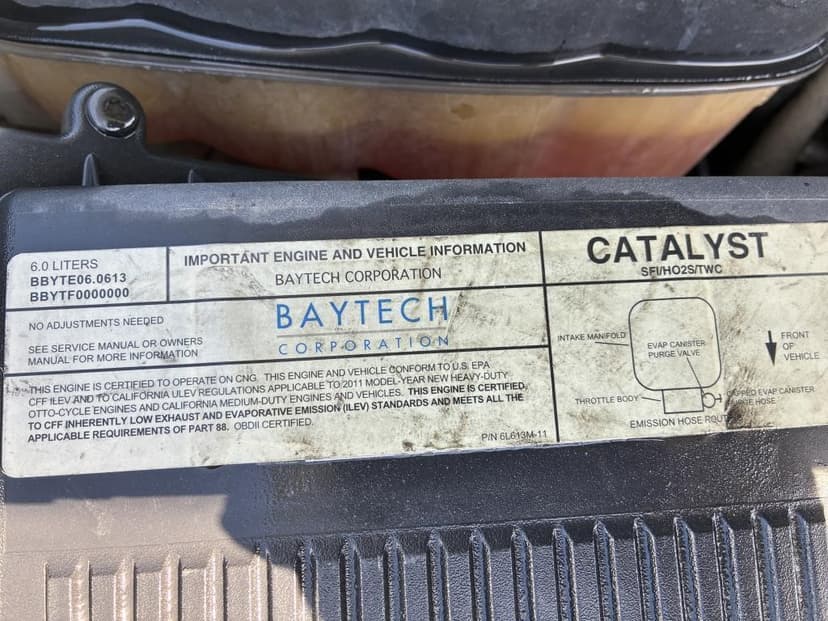 6.0 LITERS
BBYTE06.0613
BBYTF0000000
IMPORTANT ENGINE AND VEHICLE INFORMATION
BAYTECH CORPORATION
NO ADJUSTMENTS NEEDED
SEE SERVICE MANUAL OR OWNERS
MANUAL FOR MORE INFORMATION
BAYTECH
CORPORATION
THIS ENGINE IS CERTIFIED TO OPERATE ON CNG. THIS ENGINE AND VEHICLE CONFORM TO U.S. EPA
CFF ILEV AND TO CALIFORNIA ULEV REGULATIONS APPLICABLE TO 2011 MODEL-YEAR NEW HEAVY-DUTY
OTTO-CYCLE ENGINES AND CALIFORNIA MEDIUM-DUTY ENGINES AND VEHICLES. THIS ENGINE IS CERTIFIED
TO CFF INHERENTLY LOW EXHAUST AND EVAPORATIVE EMISSION (ILEV) STANDARDS AND MEETS ALL THE
APPLICABLE REQUIREMENTS OF PART 88. OBDII CERTIFIED.
P/N 6L613M-11
CATALYST
SFI/HO2S/TWC
INTAKE MANIFOLD
EVAP CANISTER
PURGE VALVE
FRONT
OF
VEHICLE
THROTTLE BODY
EVAP CANISTER
HOSE
EMISSION HOSE